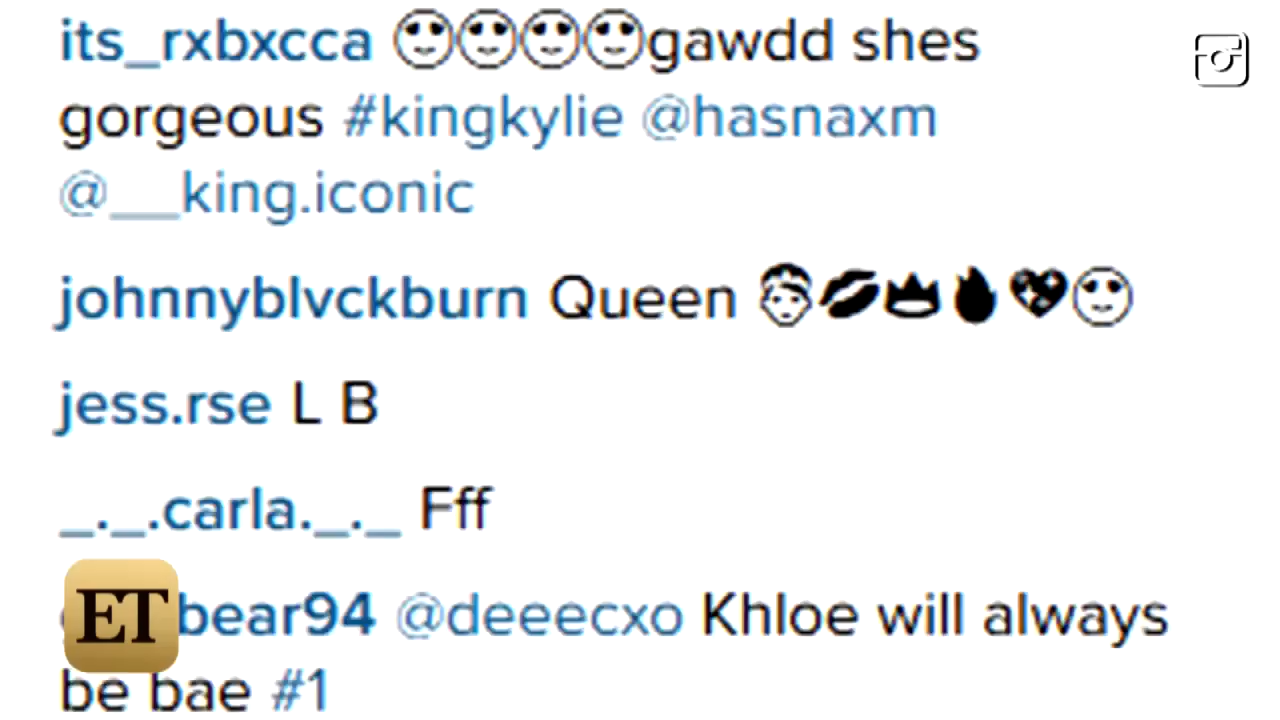 its_rxbxcca gawdd shes
gorgeous #kingkylie @hasnaxm
@___king.iconic
johnnyblvckburn Queen
jess.rse L B
_._.carla._._ Fff
ET bear94 @deeecxo Khloe will always
be bae #1